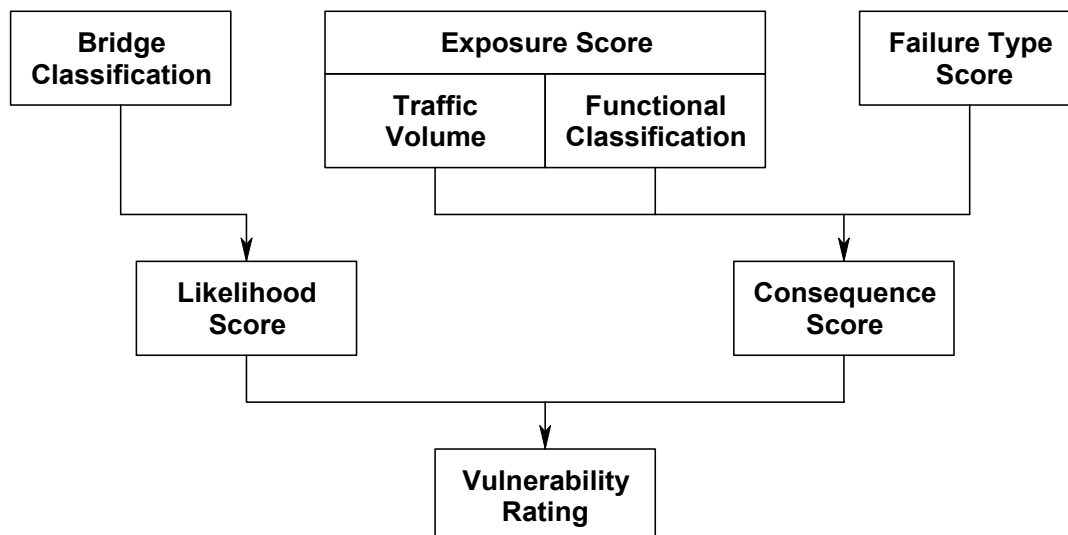 Bridge
Classification
Exposure Score
Traffic
Volume
Functional
Classification
Failure Type
Score
Likelihood
Score
Consequence
Score
Vulnerability
Rating